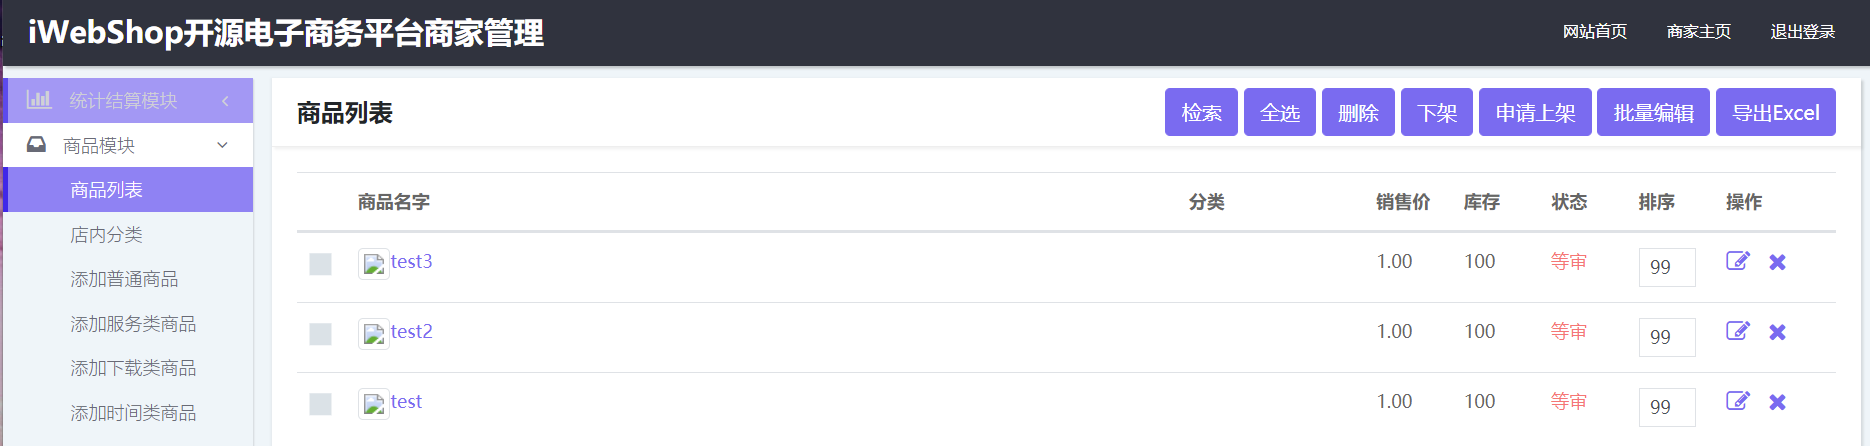 iWebShop开源电子商务平台商家管理 网站首页 商家主页 退出登录
统计结算模块
商品模块
商品列表
店内分类
添加普通商品
添加服务类商品
添加下载类商品
添加时间类商品
商品列表 检索 全选 删除 下架 申请上架 批量编辑 导出Excel
商品名字 分类 销售价 库存 状态 排序 操作
test3 1.00 100 等审 99
test2 1.00 100 等审 99
test 1.00 100 等审 99